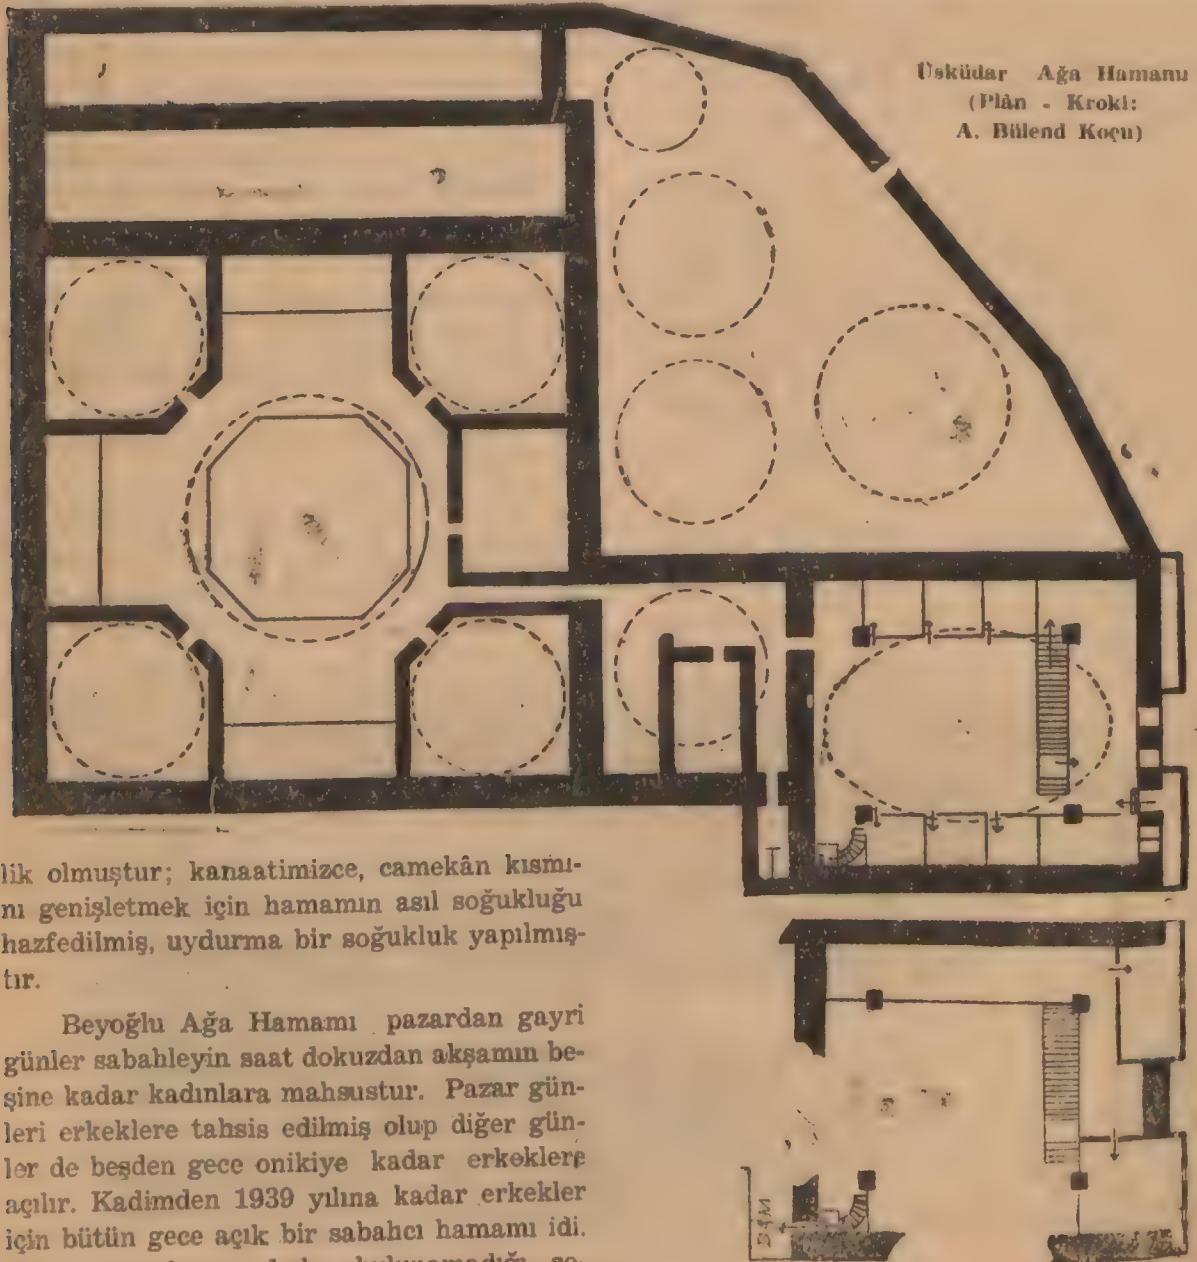 Üsküdar Ağa Hamamı
(Plân - Kroki:
A. Bülend Koçu)
lik olmuştur; kanaatimizce, camekân kısmı-
nı genişletmek için hamamın asıl soğukluğu
hazfedilmiş, uydurma bir soğukluk yapılmış-
tır.
Beyoğlu Ağa Hamamı pazardan gayri
günler sabahleyin saat dokuzdan akşamın be-
şine kadar kadınlara mahsustur. Pazar gün-
leri erkeklere tahsis edilmiş olup diğer gün-
ler de beşden gece onikiye kadar erkeklere
açılır. Kadimden 1939 yılına kadar erkekler
için bütün gece açık bir sabahcı hamamı idi.
bulunamadığı
DAM